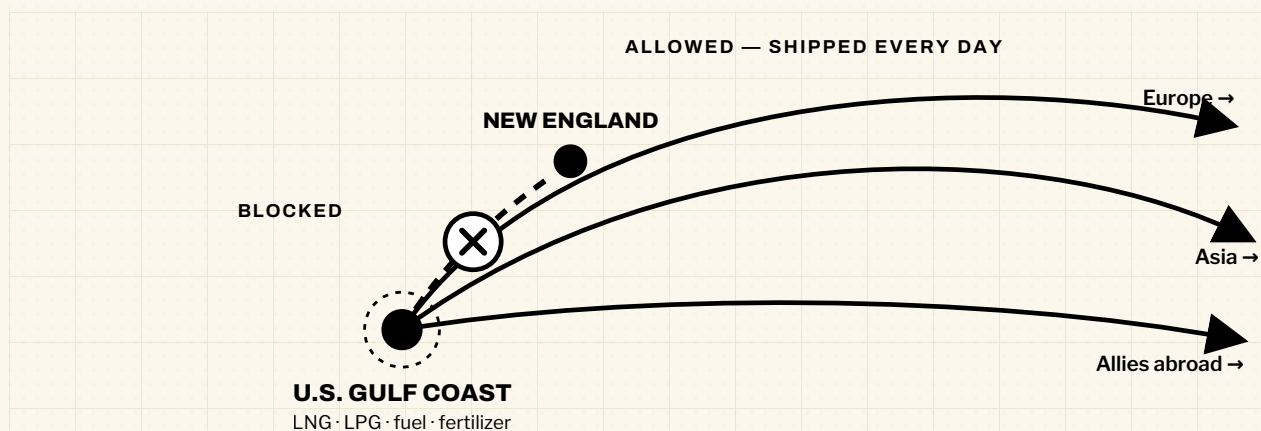 ALLOWED — SHIPPED EVERY DAY
Europe →
NEW ENGLAND
BLOCKED
Asia →
Allies abroad →
U.S. GULF COAST
LNG · LPG · fuel · fertilizer